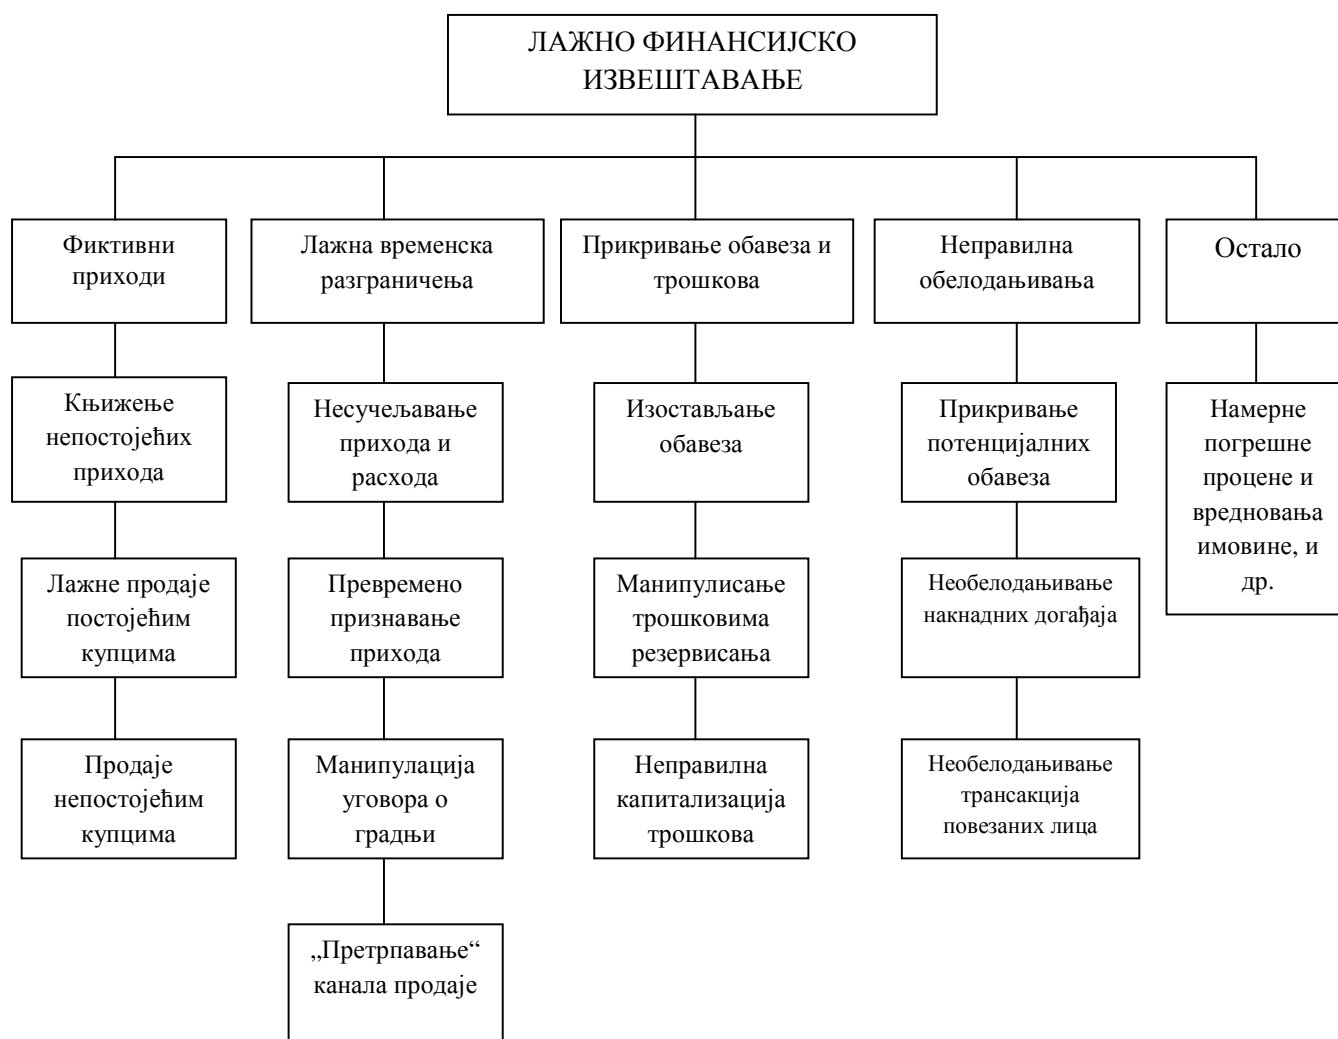 ЛАЖНО ФИНАНСИЈСКО
ИЗВЕШТАВАЊЕ
Фиктивни
приходи
Лажна временска
разграничења
Прикривање обавеза и
трошкова
Неправилна
обелодањивања
Остало
Књижење
непостојећих
прихода
Несучељавање
прихода и
расхода
Изостављање
обавеза
Прикривање
потенцијалних
обавеза
Намерне
погрешне
процене и
вредновања
имовине, и
др.
Лажне продаје
постојећим
купцима
Превремено
признавање
прихода
Манипулисање
трошковима
резервисања
Необелодањивање
накнадних догађаја
Продаје
непостојећим
купцима
Манипулација
уговора о
градњи
Неправилна
капитализација
трошкова
Необелодањивање
трансакција
повезаних лица
„Претрпавање“
канала продаје